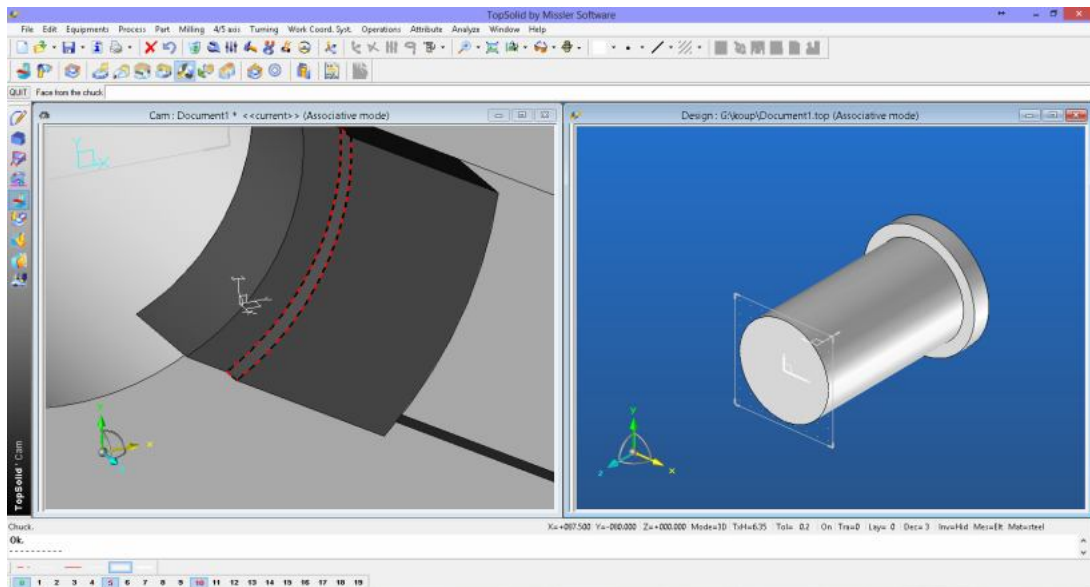 TopSolid by Missler Software
File Edit Equipments Process Part Milling 4/5 axis Turning Work Coord. Syst. Operations Attribute Analyze Window Help
QUIT Face from the chuck
Cam : Document1 * <<current>> (Associative mode)
Design : G:\koup\Document1.top (Associative mode)
Y
X
y
x
z
TopSolid'Cam
Chuck.
X=+087.500 Y=-080.000 Z=+000.000 Mode=3D TxH=6.35 Tol= 0.2 On Tra=0 Lay= 0 Dec= 3 Inv=Hid Mes=Elt Mat=steel
Ok.
----------
0 1 2 3 4 5 6 7 8 9 10 11 12 13 14 15 16 17 18 19